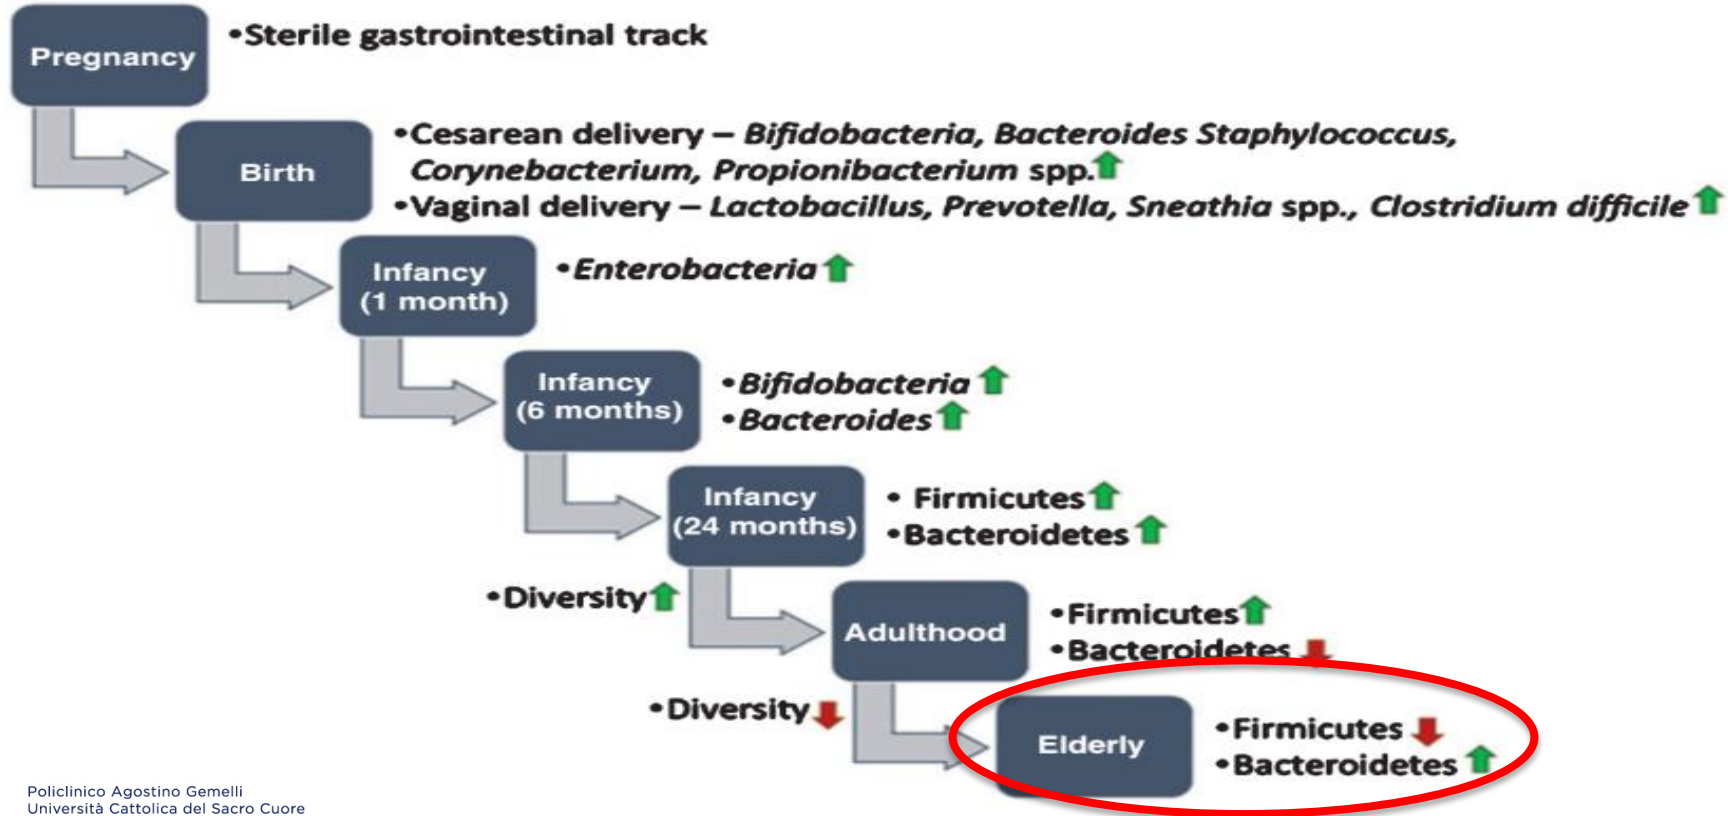 Pregnancy
•Sterile gastrointestinal track
Birth
•Cesarean delivery – Bifidobacteria, Bacteroides Staphylococcus,
Corynebacterium, Propionibacterium spp.
•Vaginal delivery – Lactobacillus, Prevotella, Sneathia spp., Clostridium difficile
Infancy
(1 month)
•Enterobacteria
Infancy
(6 months)
•Bifidobacteria
•Bacteroides
Infancy
(24 months)
• Firmicutes
•Bacteroidetes
•Diversity
Adulthood
•Firmicutes
•Bacteroidetes
•Diversity
Elderly
•Firmicutes
•Bacteroidetes
Policlinico Agostino Gemelli
Università Cattolica del Sacro Cuore